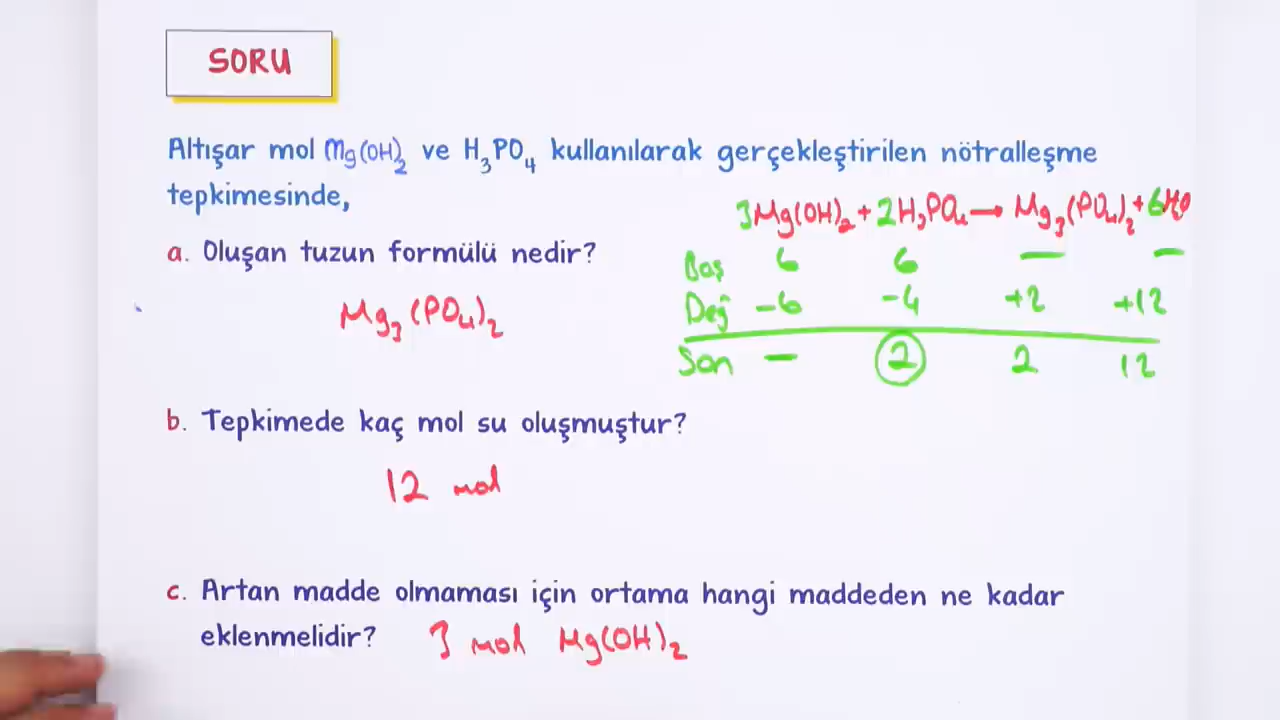 SORU
Altışar mol Mg(OH)₂ ve H₃PO₄ kullanılarak gerçekleştirilen nötralleşme
tepkimesinde,
3Mg(OH)₂ + 2H₃PO₄ → Mg₃(PO₄)₂ + 6H₂O
Baş 6 6 — —
Değ -6 -4 +2 +12
Son — 2 2 12
a. Oluşan tuzun formülü nedir?
Mg₃(PO₄)₂
b. Tepkimede kaç mol su oluşmuştur?
12 mol
c. Artan madde olmaması için ortama hangi maddeden ne kadar
eklenmelidir? 3 mol Mg(OH)₂